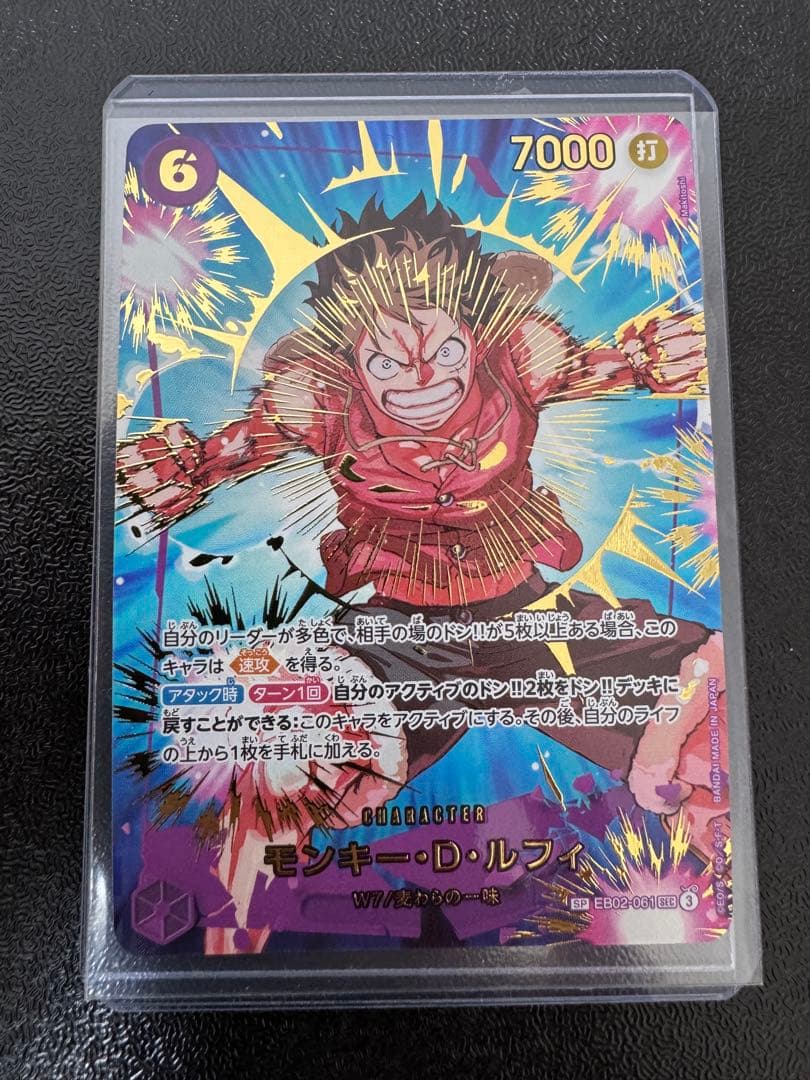 6
7000 打
Makitoshi
自分のリーダーが多色で、相手の場のドン!!が5枚以上ある場合、この
キャラは 速攻 を得る。
アタック時 ターン1回 自分のアクティブのドン!!2枚をドン!!デッキに
戻すことができる:このキャラをアクティブにする。その後、自分のライフ
の上から1枚を手札に加える。
CHARACTER
モンキー・D・ルフィ
W7/麦わらの一味
SP EB02-061 SEC 3
©E.O/S., C.O/S・F・T BANDAI MADE IN JAPAN